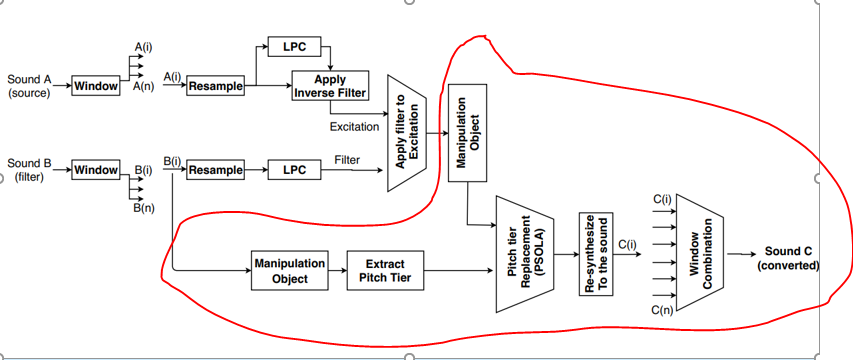 A(i)
LPC
Sound A
(source)
Window
A(n)
A(i)
Resample
Apply
Inverse Filter
Excitation
Apply filter to
Excitation
Manipulation
Object
Sound B
(filter)
Window
B(i)
B(n)
B(i)
Resample
LPC
Filter
Manipulation
Object
Extract
Pitch Tier
Pitch tier
Replacement
(PSOLA)
Re-synthesize
To the sound
C(i)
C(i)
C(n)
Window
Combination
Sound C
(converted)